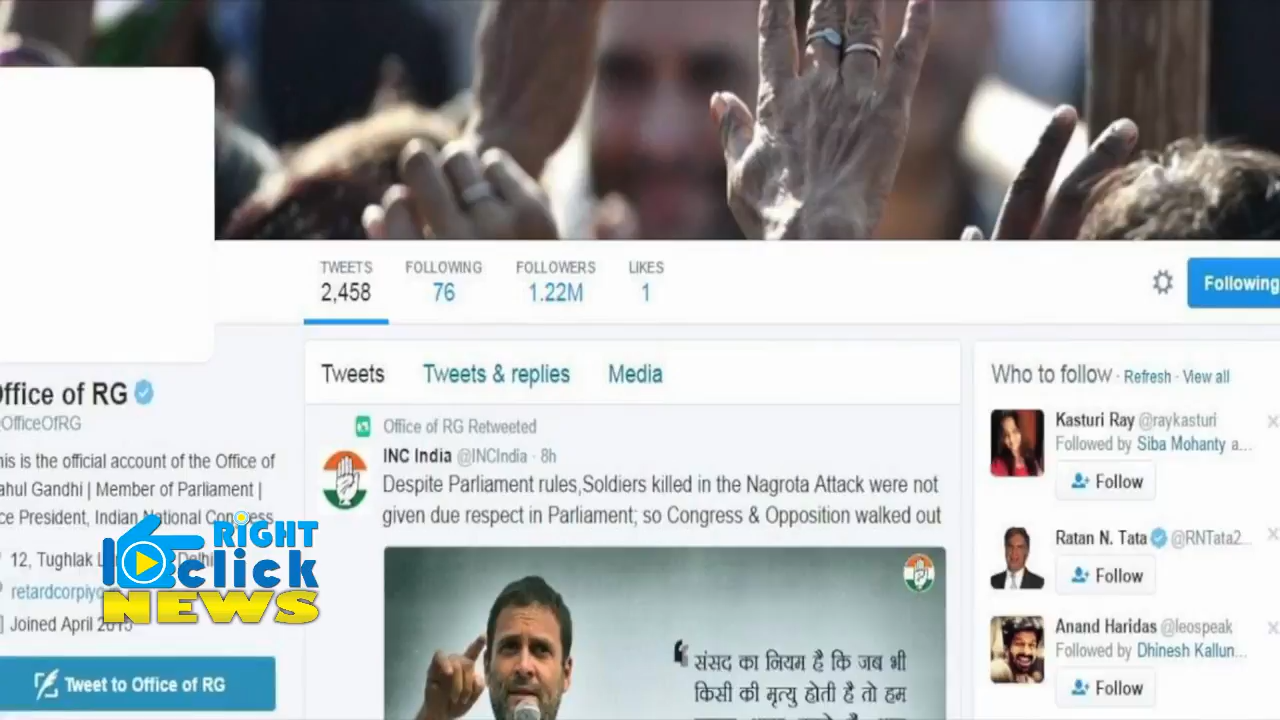 TWEETS
2,458
FOLLOWING
76
FOLLOWERS
1.22M
LIKES
1
Following
ffice of RG
OfficeOfRG
his is the official account of the Office of
ahul Gandhi | Member of Parliament |
ice President, Indian National Congress
12, Tughlak Delhi
retardcorpiyo
Joined April 2015
Tweet to Office of RG
RIGHT
click
NEWS
Tweets Tweets & replies Media
Office of RG Retweeted
INC India @INCIndia · 8h
Despite Parliament rules,Soldiers killed in the Nagrota Attack were not
given due respect in Parliament; so Congress & Opposition walked out
संसद का नियम है कि जब भी
किसी की मृत्यु होती है तो हम
Who to follow · Refresh · View all
Kasturi Ray @raykasturi
Followed by Siba Mohanty a...
Follow
Ratan N. Tata @RNTata2...
Follow
Anand Haridas @leospeak
Followed by Dhinesh Kallun...
Follow